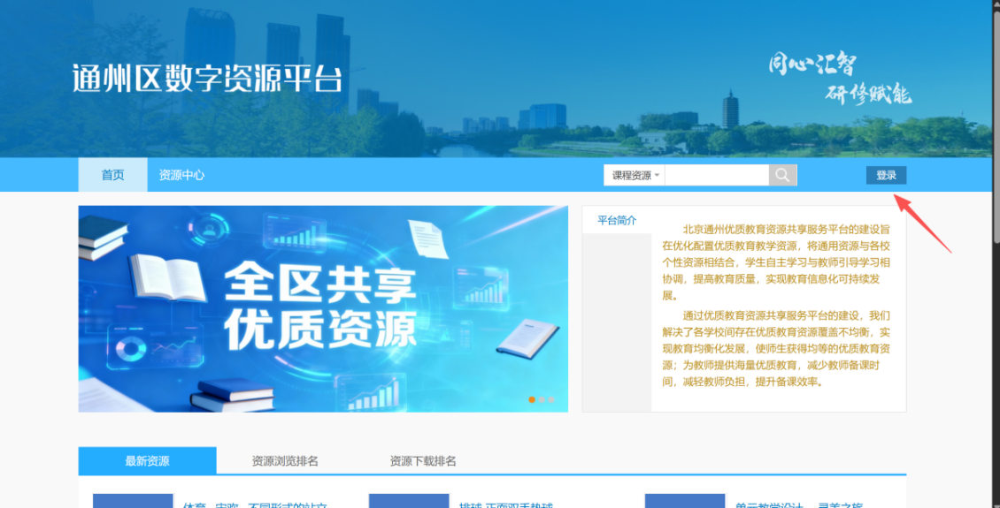 通州区数字资源平台
同心汇智
研修赋能
首页
资源中心
课程资源
登录
全区共享
优质资源
平台简介
北京通州优质教育资源共享服务平台的建设旨
在优化配置优质教育教学资源，将通用资源与各校
个性资源相结合，学生自主学习与教师引导学习相
协调，提高教育质量，实现教育信息化可持续发
展。
通过优质教育资源共享服务平台的建设，我们
解决了各学校间存在优质教育资源覆盖不均衡，实
现教育均衡化发展，使师生获得均等的优质教育资
源；为教师提供海量优质教育，减少教师备课时
间，减轻教师负担，提升备课效率。
最新资源
资源浏览排名
资源下载排名